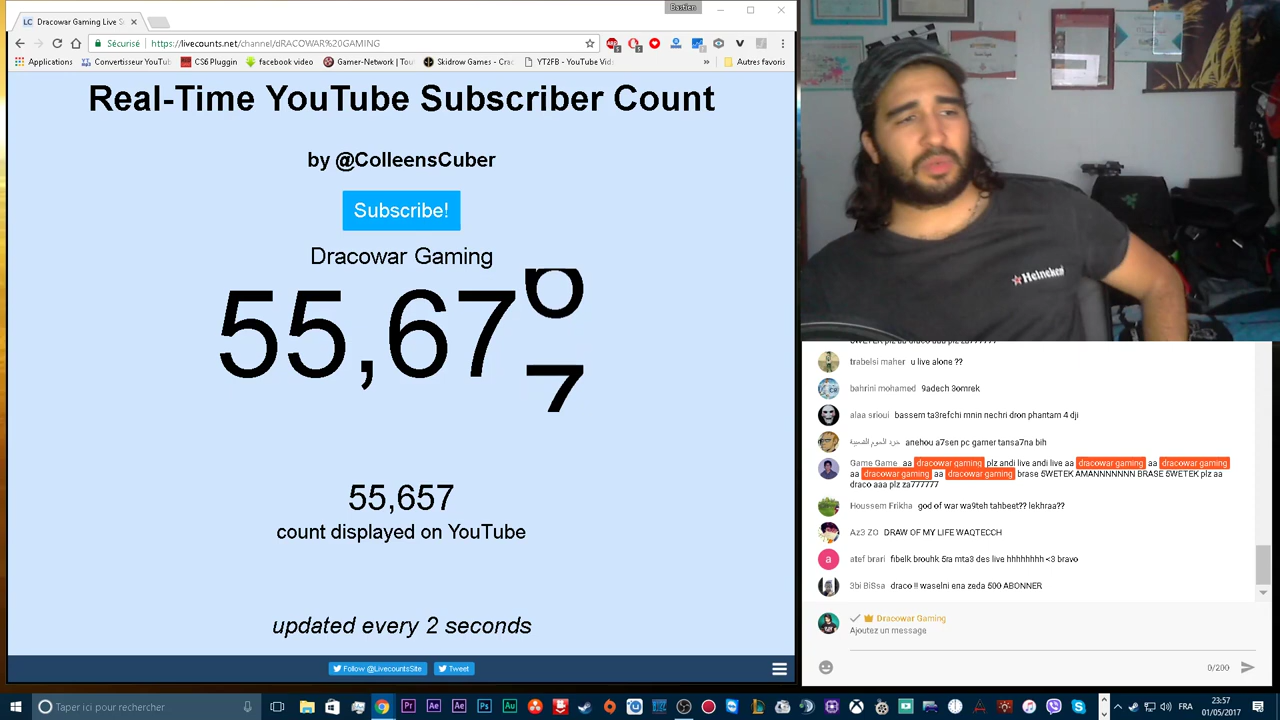 Bastien
Dracowar Gaming Live S
Sécurisé https://livecounts.net/channel/dRACOWAR%20GAMING
Applications Convertisseur YouTub CS6 Pluggin facebook video Gamer-Network | Tou Skidrow Games - Crac YT2FB - YouTube Vid » Autres favoris
Real-Time YouTube Subscriber Count
by @ColleensCuber
Subscribe!
Dracowar Gaming
55,67
55,657
count displayed on YouTube
updated every 2 seconds
Follow @LivecountsSite Tweet
Heineken
trabelsi maher u live alone ??
bahrini mohamed 9adech 3omrek
alaa srioui bassem ta3refchi mnin nechri dron phantam 4 dji
anehou a7sen pc gamer tansa7na bih
Game Game aa dracowar gaming plz andi live andi live aa dracowar gaming aa dracowar gaming
aa dracowar gaming aa dracowar gaming brase 5WETEK AMANNNNNNN BRASE 5WETEK plz aa
draco aaa plz za777777
Houssem Frikha god of war wa9teh tahbeet?? lekhraa??
Az3 ZO DRAW OF MY LIFE WAQTECCH
atef brari fibelk brouhk 5ra mta3 des live hhhhhhhh <3 bravo
3bi BiSsa draco !! waselni ena zeda 500 ABONNER
Dracowar Gaming
Ajoutez un message
0/200
Taper ici pour rechercher
FRA
23:57
01/05/2017